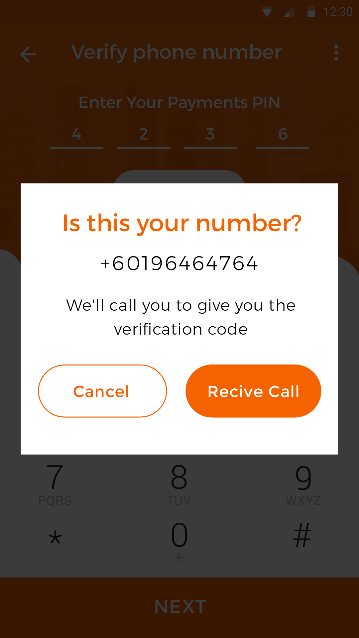 12:30
Verify phone number
Enter Your Payments PIN
4 2 3 6
Is this your number?
+60196464764
We'll call you to give you the
verification code
Cancel Recive Call
7 8 9
PQRS TUV WXYZ
* 0 #
+
NEXT